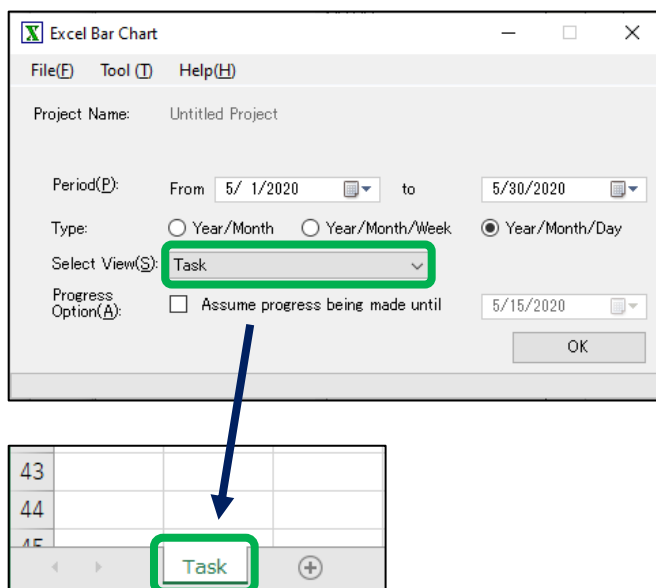 Excel Bar Chart
File(F) Tool (T) Help(H)
Project Name: Untitled Project
Period(P): From 5/ 1/2020 to 5/30/2020
Type: Year/Month Year/Month/Week Year/Month/Day
Select View(S): Task
Progress Option(A): Assume progress being made until 5/15/2020
OK
43
44
45
Task